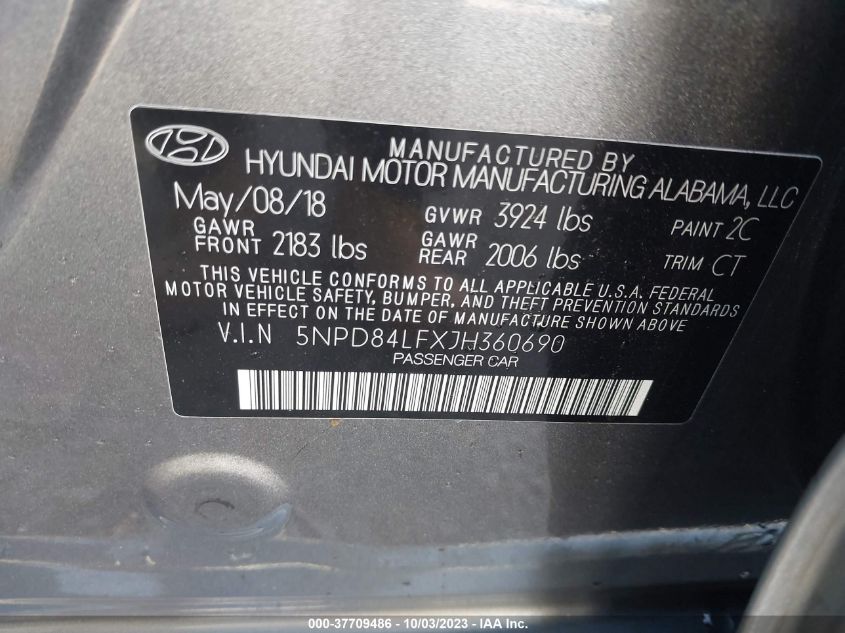 MANUFACTURED BY
HYUNDAI MOTOR MANUFACTURING ALABAMA, LLC
May/08/18 GVWR 3924 lbs PAINT 2C
GAWR FRONT 2183 lbs GAWR REAR 2006 lbs TRIM CT
THIS VEHICLE CONFORMS TO ALL APPLICABLE U.S.A. FEDERAL
MOTOR VEHICLE SAFETY, BUMPER, AND THEFT PREVENTION STANDARDS
IN EFFECT ON THE DATE OF MANUFACTURE SHOWN ABOVE
V.I.N 5NPD84LFXJH360690
PASSENGER CAR
000-37709486 - 10/03/2023 - © IAA Inc.